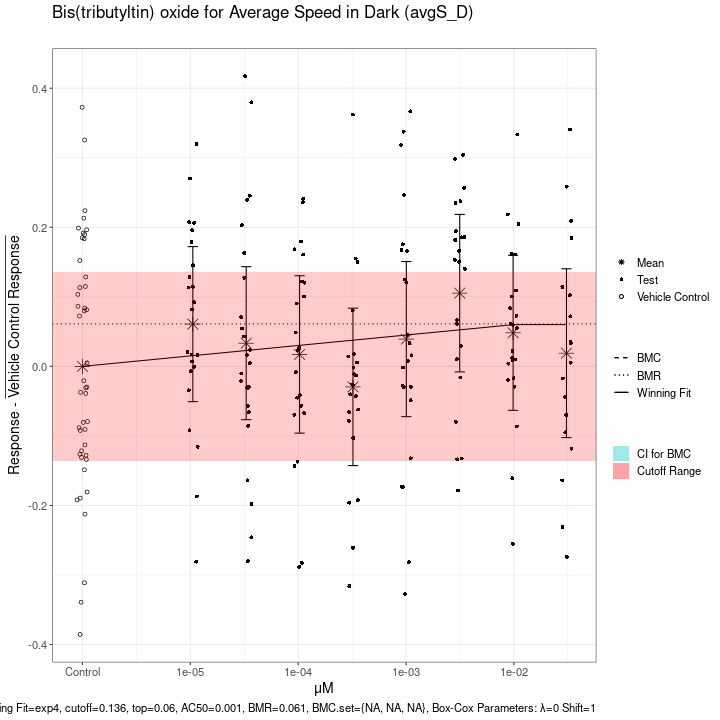 Bis(tributyltin) oxide for Average Speed in Dark (avgS_D)
Response - Vehicle Control Response
0.4
0.2
0.0
-0.2
-0.4
Control
1e-05
1e-04
1e-03
1e-02
µM
Mean
Test
Vehicle Control
BMC
BMR
Winning Fit
CI for BMC
Cutoff Range
ing Fit=exp4, cutoff=0.136, top=0.06, AC50=0.001, BMR=0.061, BMC.set={NA, NA, NA}, Box-Cox Parameters: λ=0 Shift=1